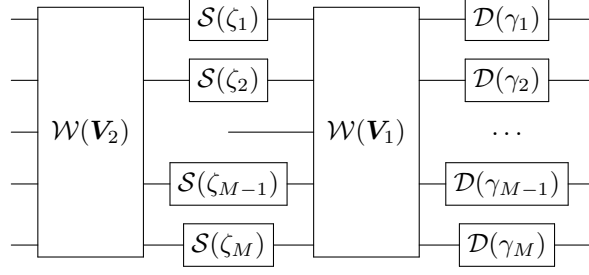 𝒮(ζ₁) 𝒟(γ₁)
𝒮(ζ₂) 𝒟(γ₂)
𝒲(𝑽₂) 𝒲(𝑽₁) ...
𝒮(ζ_{M−1}) 𝒟(γ_{M−1})
𝒮(ζ_M) 𝒟(γ_M)